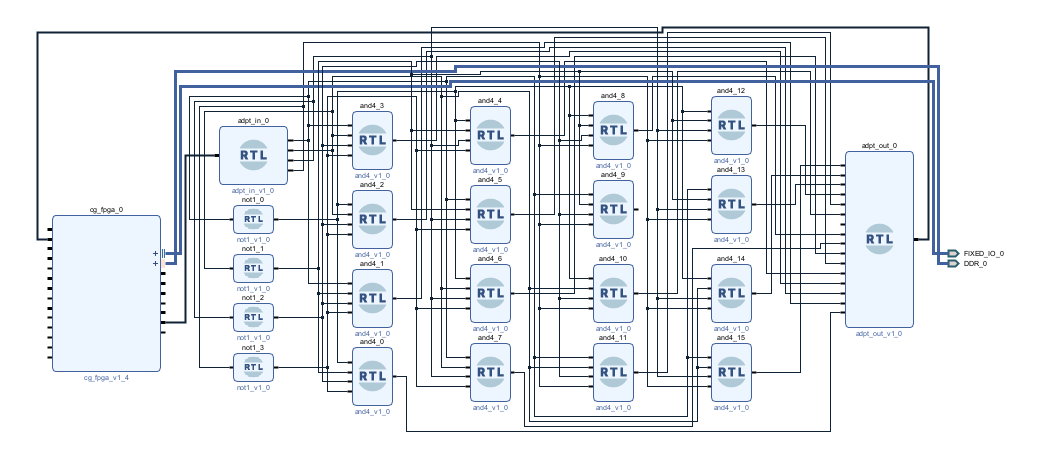 cg_fpga_0
cg_fpga_v1_4
adpt_in_0
RTL
adpt_in_v1_0
not1_0
RTL
not1_v1_0
not1_1
RTL
not1_v1_0
not1_2
RTL
not1_v1_0
not1_3
RTL
not1_v1_0
and4_3
RTL
and4_v1_0
and4_2
RTL
and4_v1_0
and4_1
RTL
and4_v1_0
and4_0
RTL
and4_v1_0
and4_4
RTL
and4_v1_0
and4_5
RTL
and4_v1_0
and4_6
RTL
and4_v1_0
and4_7
RTL
and4_v1_0
and4_8
RTL
and4_v1_0
and4_9
RTL
and4_v1_0
and4_10
RTL
and4_v1_0
and4_11
RTL
and4_v1_0
and4_12
RTL
and4_v1_0
and4_13
RTL
and4_v1_0
and4_14
RTL
and4_v1_0
and4_15
RTL
and4_v1_0
adpt_out_0
RTL
adpt_out_v1_0
FIXED_IO_0
DDR_0